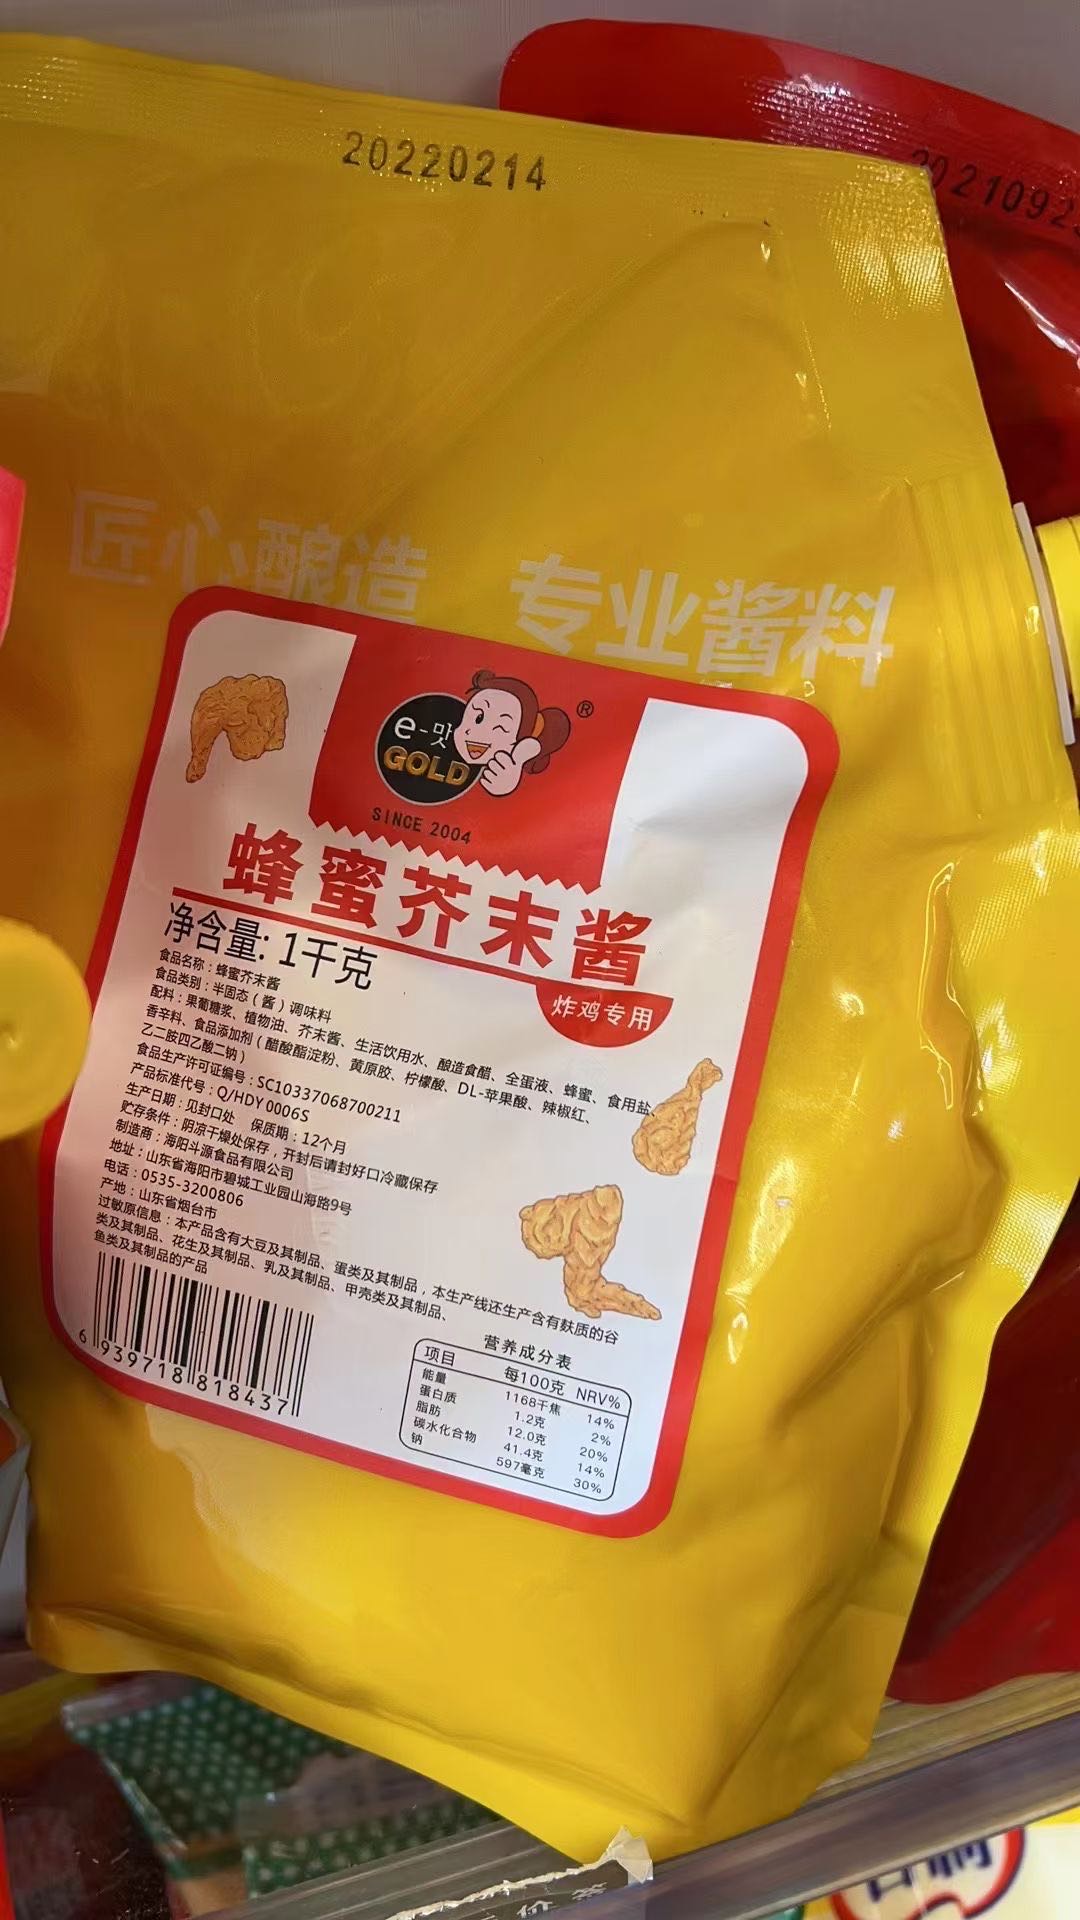 20220214
2021092
匠心酿造 专业酱料
e-맛
GOLD
®
SINCE 2004
蜂蜜芥末酱
炸鸡专用
净含量: 1千克
食品名称：蜂蜜芥末酱
食品类别：半固态（酱）调味料
配料：果葡糖浆、植物油、芥末酱、生活饮用水、酿造食醋、全蛋液、蜂蜜、食用盐、
香辛料、食品添加剂（醋酸酯淀粉、黄原胶、柠檬酸、DL-苹果酸、辣椒红、
乙二胺四乙酸二钠）
食品生产许可证编号：SC10337068700211
产品标准代号：Q/HDY 0006S
生产日期：见封口处 保质期：12个月
贮存条件：阴凉干燥处保存，开封后请封好口冷藏保存
制造商：海阳斗源食品有限公司
地址：山东省海阳市碧城工业园山海路9号
电话：0535-3200806
产地：山东省烟台市
过敏原信息：本产品含有大豆及其制品、蛋类及其制品，本生产线还生产含有麸质的谷
类及其制品、花生及其制品、乳及其制品、甲壳类及其制品、
鱼类及其制品的产品
6 939718 818437
营养成分表
项目 每100克 NRV%
能量 1168千焦 14%
蛋白质 1.2克 2%
脂肪 12.0克 20%
碳水化合物 41.4克 14%
钠 597毫克 30%